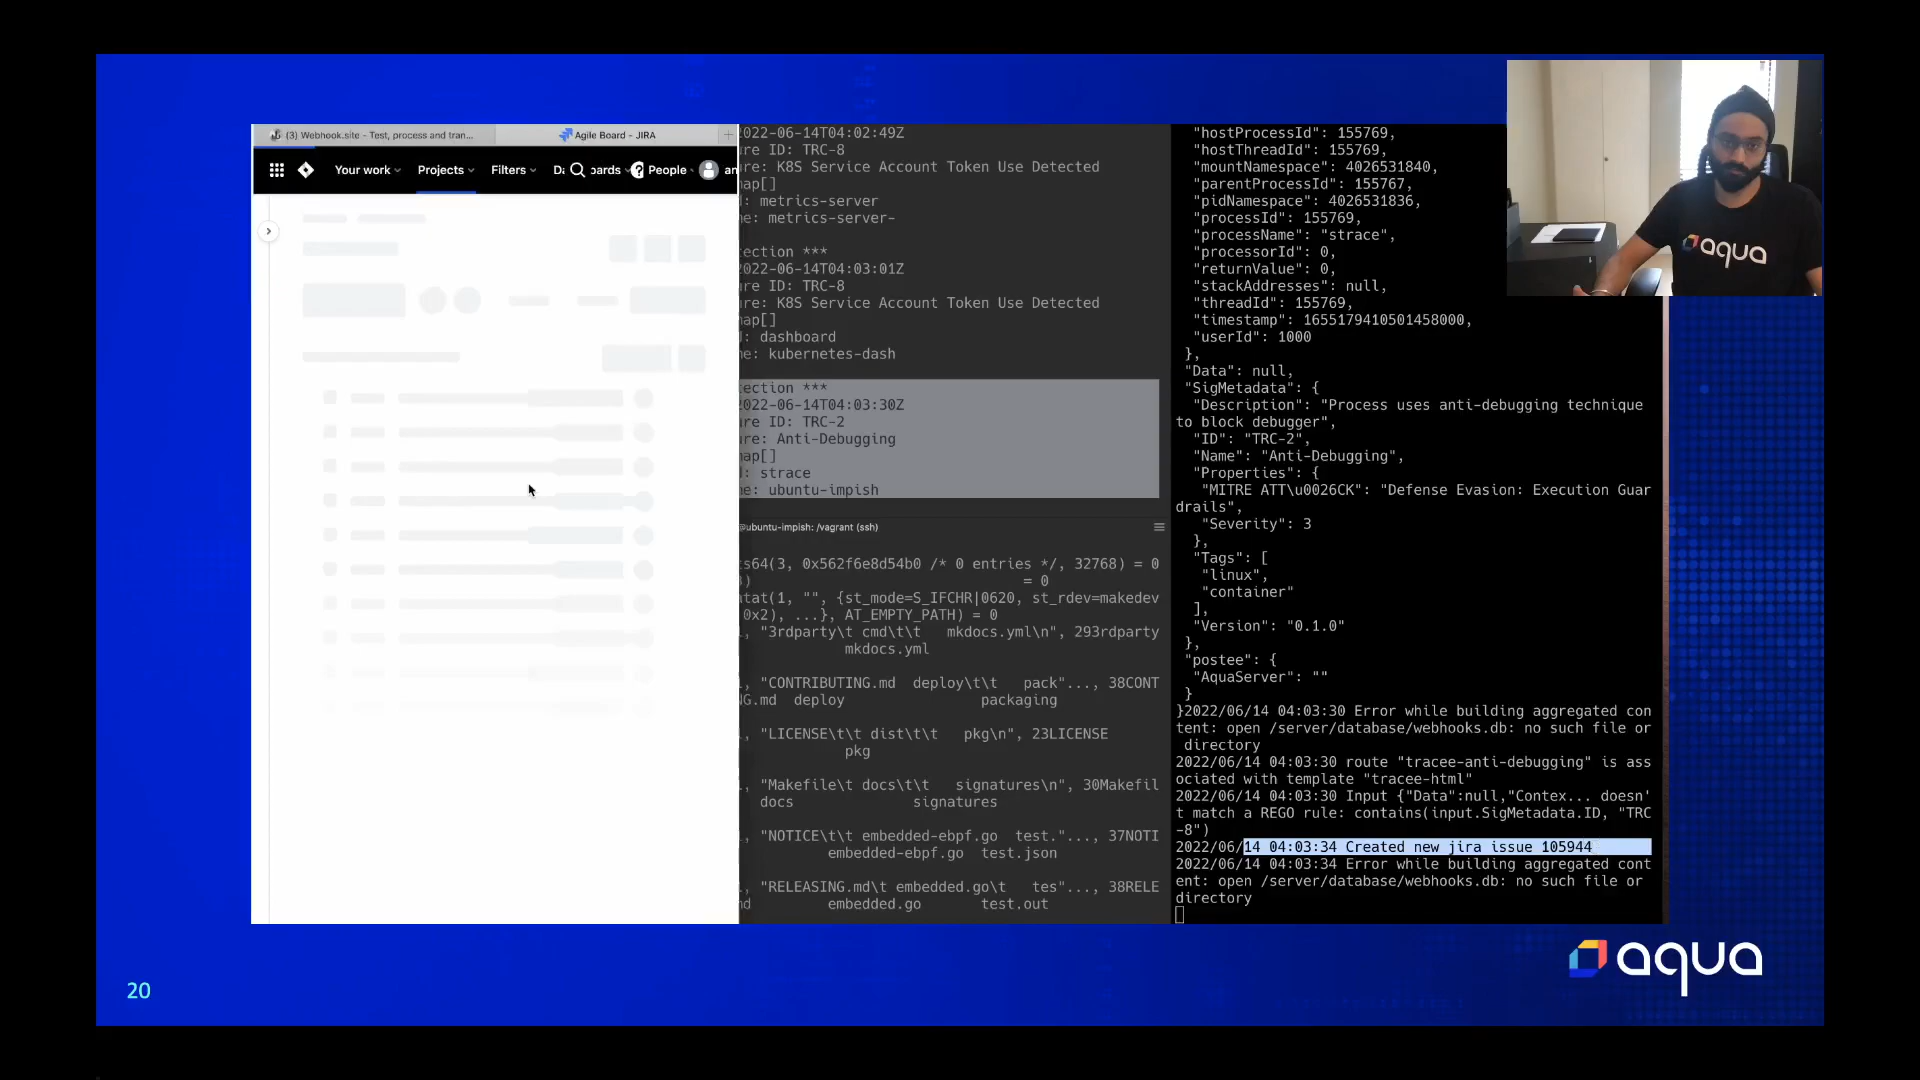 (3) Webhook.site - Test, process and tran...
Agile Board - JIRA
Your work
Projects
Filters
People
2022-06-14T04:02:49Z
re ID: TRC-8
re: K8S Service Account Token Use Detected
ap[]
: metrics-server
e: metrics-server-
ection ***
2022-06-14T04:03:01Z
re ID: TRC-8
re: K8S Service Account Token Use Detected
ap[]
: dashboard
e: kubernetes-dash
ection ***
2022-06-14T04:03:30Z
re ID: TRC-2
re: Anti-Debugging
ap[]
: strace
e: ubuntu-impish
@ubuntu-impish: /vagrant (ssh)
s64(3, 0x562f6e8d54b0 /* 0 entries */, 32768) = 0
) = 0
tat(1, "", {st_mode=S_IFCHR|0620, st_rdev=makedev
0x2), ...}, AT_EMPTY_PATH) = 0
, "3rdparty\t cmd\t\t   mkdocs.yml\n", 293rdparty
mkdocs.yml
, "CONTRIBUTING.md  deploy\t\t   pack"..., 38CONT
G.md  deploy                packaging
, "LICENSE\t\t dist\t\t   pkg\n", 23LICENSE
pkg
, "Makefile\t docs\t\t   signatures\n", 30Makefil
docs              signatures
, "NOTICE\t\t embedded-ebpf.go  test."..., 37NOTI
embedded-ebpf.go  test.json
, "RELEASING.md\t embedded.go\t   tes"..., 38RELE
d         embedded.go       test.out
"hostProcessId": 155769,
"hostThreadId": 155769,
"mountNamespace": 4026531840,
"parentProcessId": 155767,
"pidNamespace": 4026531836,
"processId": 155769,
"processName": "strace",
"processorId": 0,
"returnValue": 0,
"stackAddresses": null,
"threadId": 155769,
"timestamp": 1655179410501458000,
"userId": 1000
},
"Data": null,
"SigMetadata": {
"Description": "Process uses anti-debugging technique
to block debugger",
"ID": "TRC-2",
"Name": "Anti-Debugging",
"Properties": {
"MITRE ATT\u0026CK": "Defense Evasion: Execution Guar
drails",
"Severity": 3
},
"Tags": [
"linux",
"container"
],
"Version": "0.1.0"
},
"postee": {
"AquaServer": ""
}
}2022/06/14 04:03:30 Error while building aggregated con
tent: open /server/database/webhooks.db: no such file or
directory
2022/06/14 04:03:30 route "tracee-anti-debugging" is ass
ociated with template "tracee-html"
2022/06/14 04:03:30 Input {"Data":null,"Contex... doesn'
t match a REGO rule: contains(input.SigMetadata.ID, "TRC
-8")
2022/06/14 04:03:34 Created new jira issue 105944
2022/06/14 04:03:34 Error while building aggregated cont
ent: open /server/database/webhooks.db: no such file or
directory
aqua
aqua
20